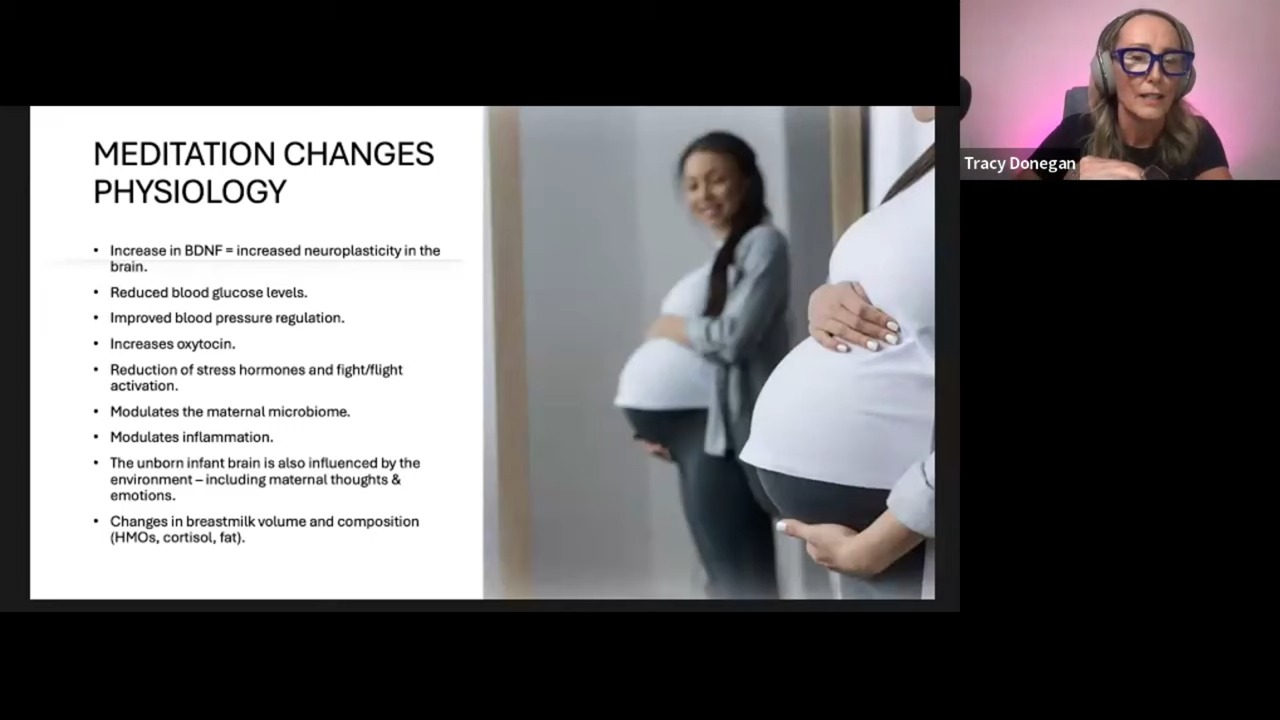 MEDITATION CHANGES
PHYSIOLOGY
• Increase in BDNF = increased neuroplasticity in the
brain.
• Reduced blood glucose levels.
• Improved blood pressure regulation.
• Increases oxytocin.
• Reduction of stress hormones and fight/flight
activation.
• Modulates the maternal microbiome.
• Modulates inflammation.
• The unborn infant brain is also influenced by the
environment – including maternal thoughts &
emotions.
• Changes in breastmilk volume and composition
(HMOs, cortisol, fat).
Tracy Donegan